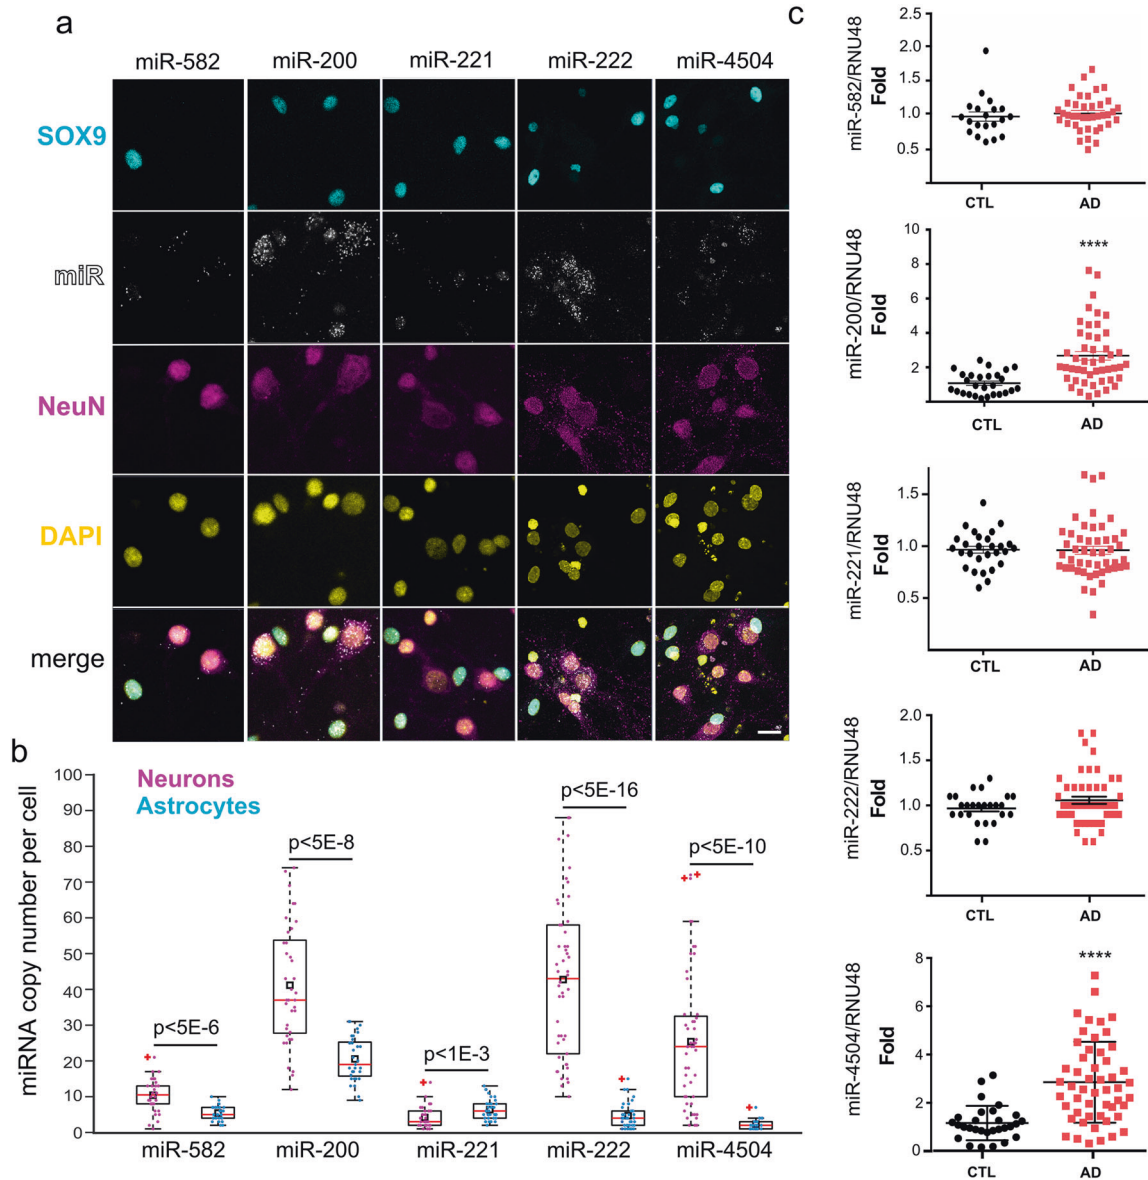 a
miR-582 miR-200 miR-221 miR-222 miR-4504
SOX9
miR
NeuN
DAPI
merge
b
Neurons
Astrocytes
miRNA copy number per cell
100
90
80
70
60
50
40
30
20
10
0
p<5E-6
p<5E-8
p<1E-3
p<5E-16
p<5E-10
miR-582 miR-200 miR-221 miR-222 miR-4504
c
miR-582/RNU48
Fold
2.5
2.0
1.5
1.0
0.5
CTL AD
miR-200/RNU48
Fold
10
8
6
4
2
0
****
CTL AD
miR-221/RNU48
Fold
1.5
1.0
0.5
CTL AD
miR-222/RNU48
Fold
2.0
1.5
1.0
0.5
CTL AD
miR-4504/RNU48
Fold
8
6
4
2
0
****
CTL AD